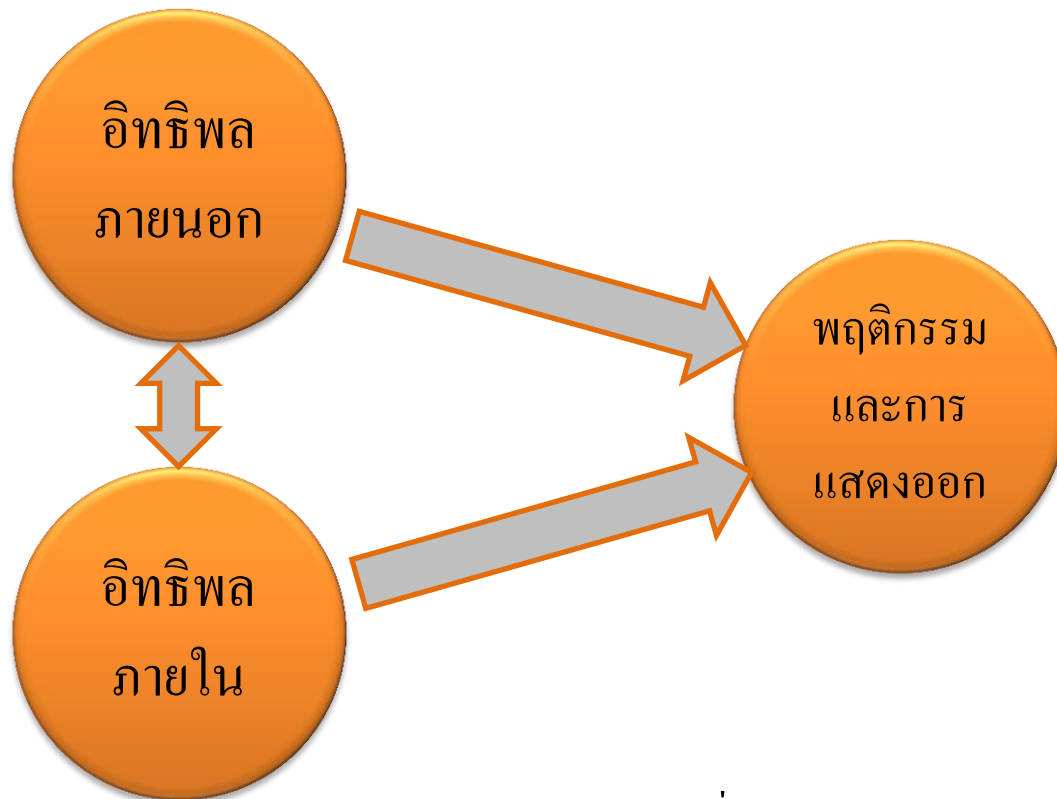 อิทธิพล
ภายนอก
พฤติกรรม
และการ
แสดงออก
อิทธิพล
ภายใน